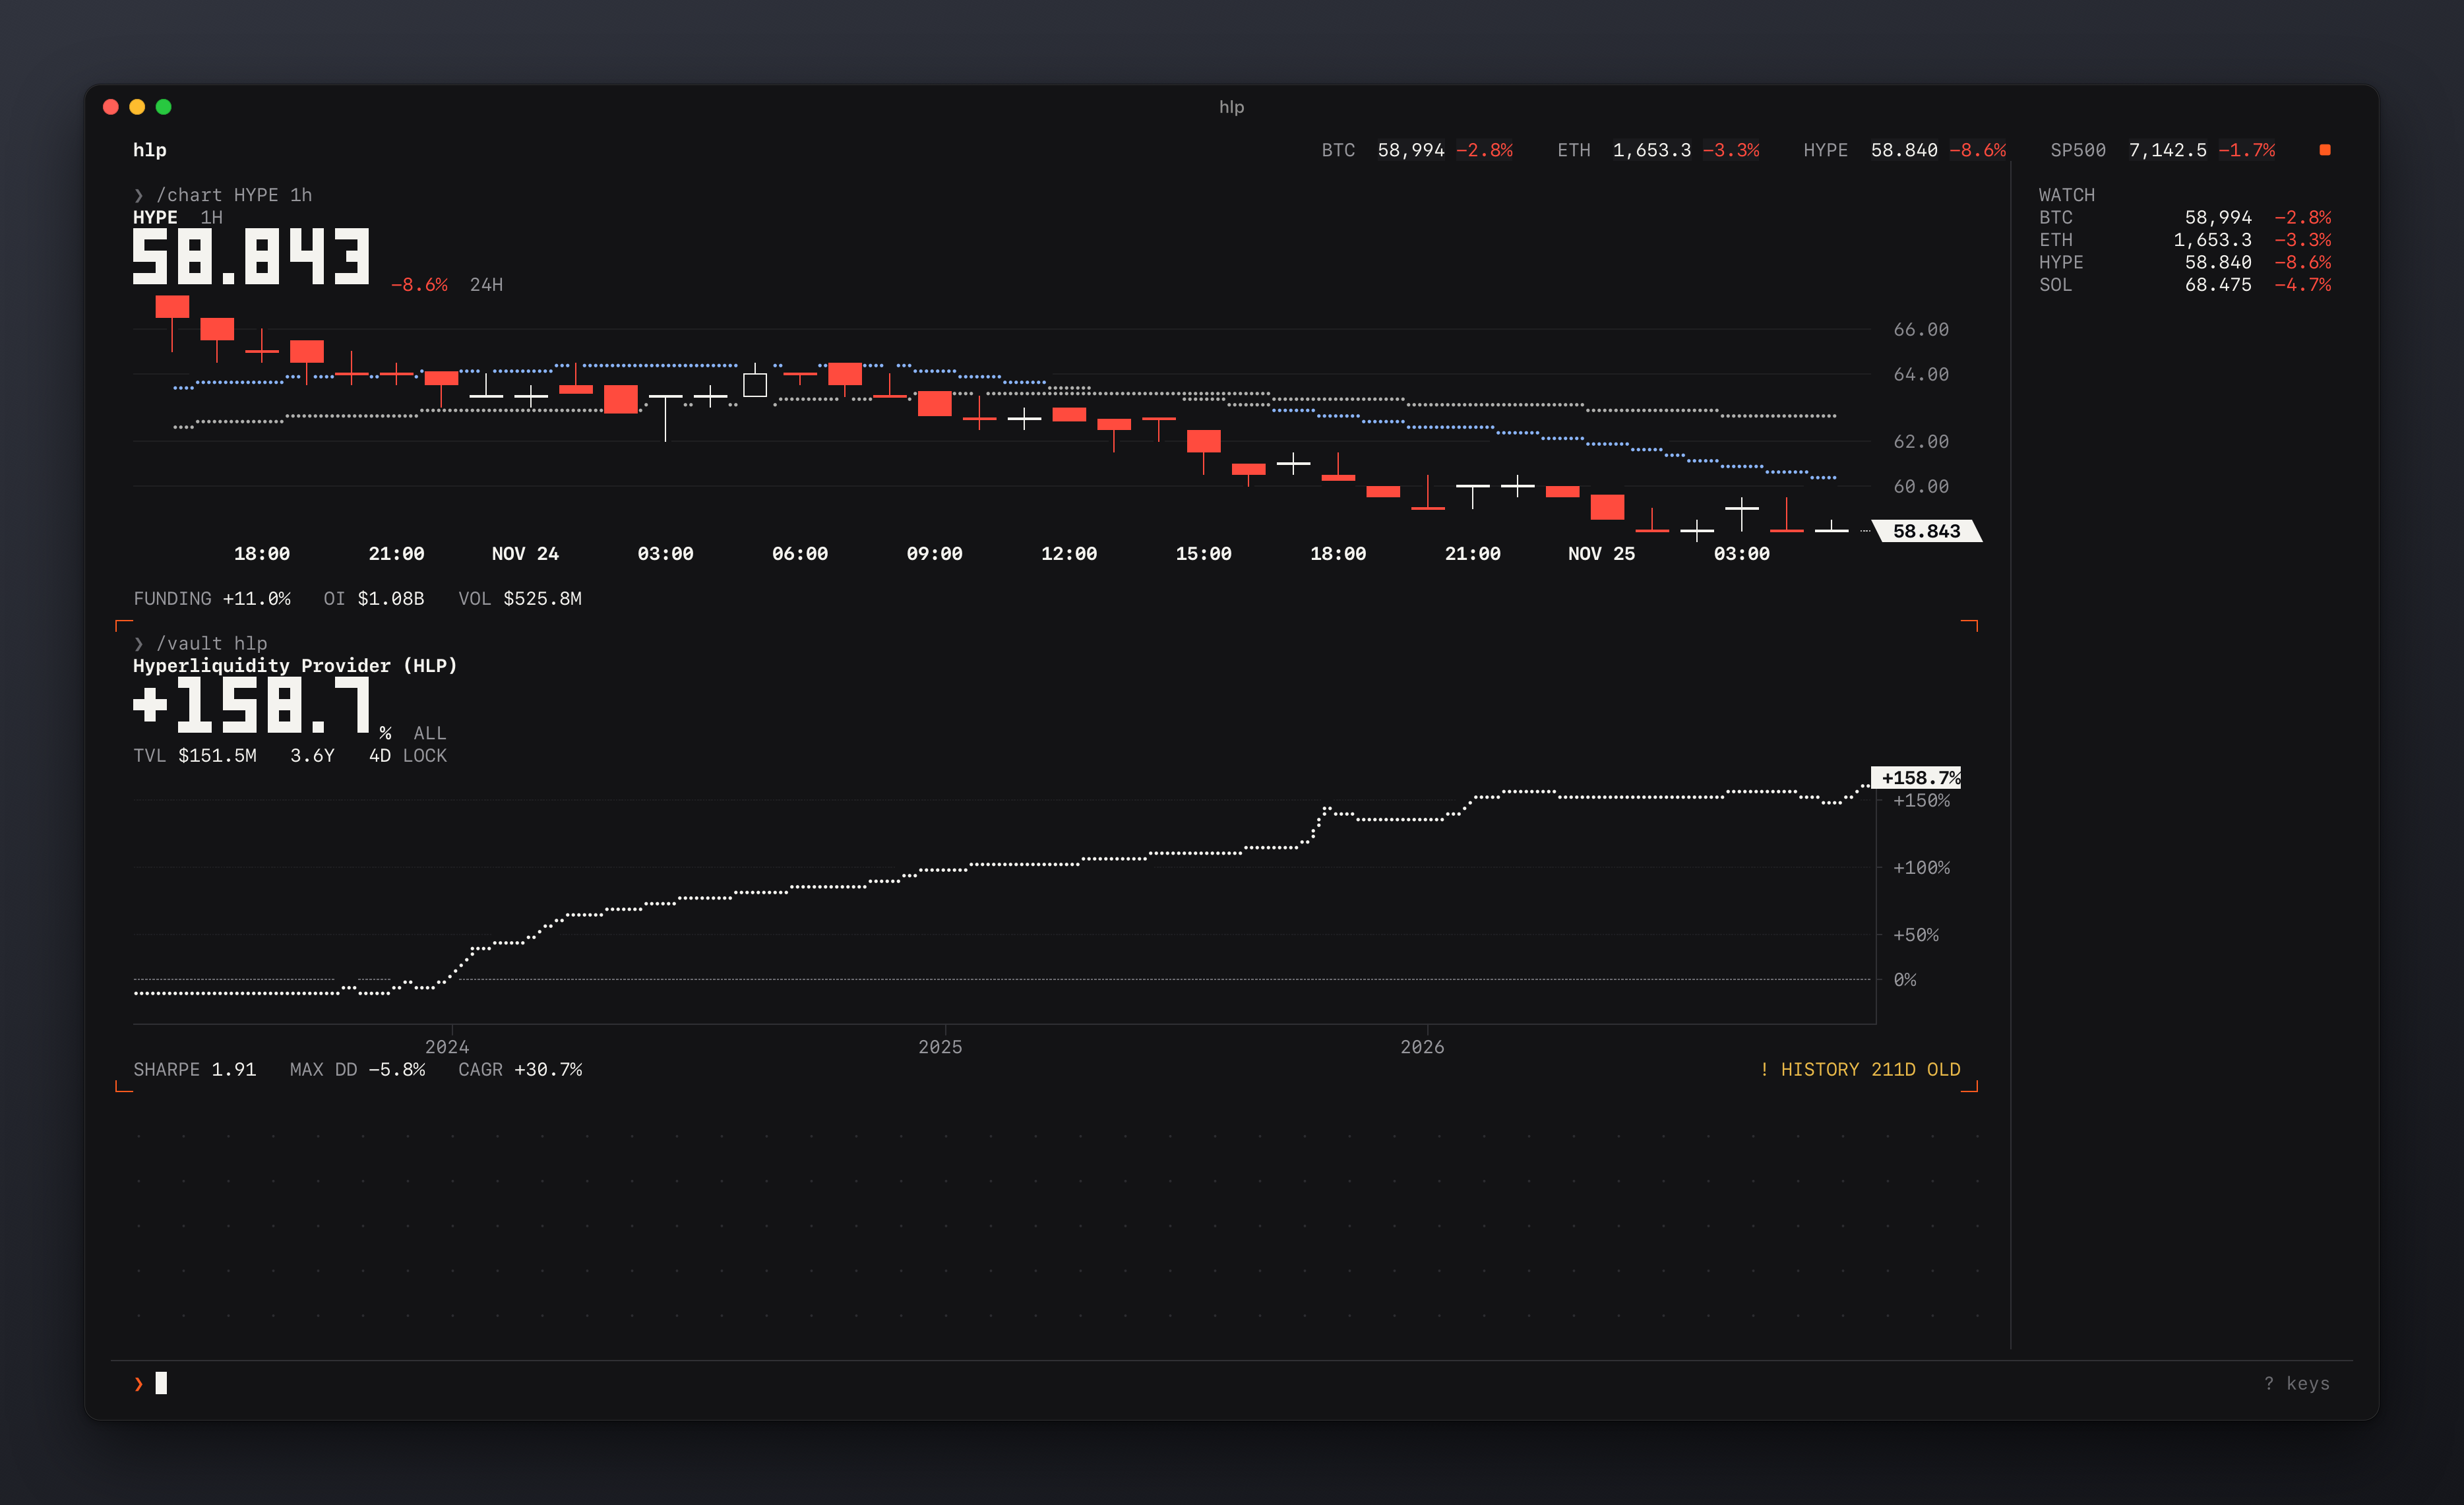 hlp
hlp BTC 58,994 −2.8% ETH 1,653.3 −3.3% HYPE 58.840 −8.6% SP500 7,142.5 −1.7%
❯ /chart HYPE 1h
HYPE 1H
58.843 −8.6% 24H
66.00
64.00
62.00
60.00
58.843
18:00 21:00 NOV 24 03:00 06:00 09:00 12:00 15:00 18:00 21:00 NOV 25 03:00
FUNDING +11.0% OI $1.08B VOL $525.8M
❯ /vault hlp
Hyperliquidity Provider (HLP)
+158.7 % ALL
TVL $151.5M 3.6Y 4D LOCK
+158.7%
+150%
+100%
+50%
0%
2024 2025 2026
SHARPE 1.91 MAX DD −5.8% CAGR +30.7% ! HISTORY 211D OLD
WATCH
BTC 58,994 −2.8%
ETH 1,653.3 −3.3%
HYPE 58.840 −8.6%
SOL 68.475 −4.7%
❯ ? keys